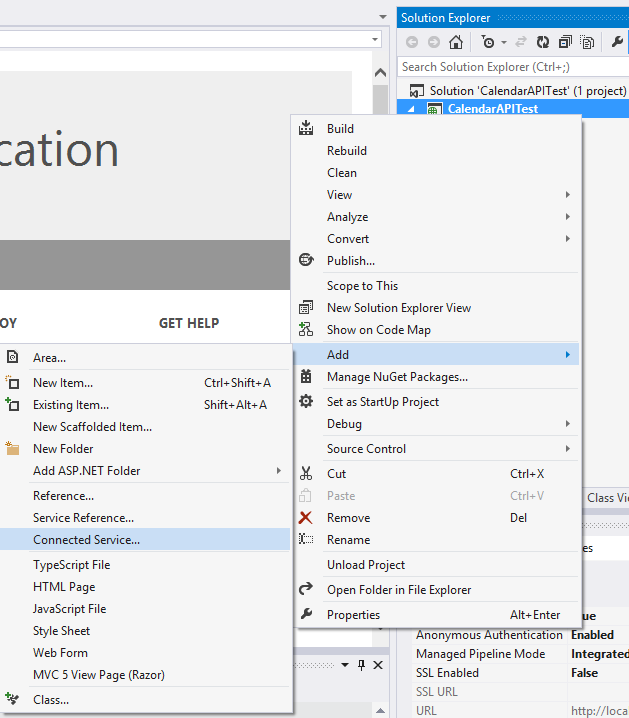 Solution Explorer
Search Solution Explorer (Ctrl+;)
Solution 'CalendarAPITest' (1 project)
CalendarAPITest
cation
OY
GET HELP
Build
Rebuild
Clean
View
Analyze
Convert
Publish...
Scope to This
New Solution Explorer View
Show on Code Map
Add
Manage NuGet Packages...
Set as StartUp Project
Debug
Source Control
Cut Ctrl+X
Paste Ctrl+V
Remove Del
Rename
Unload Project
Open Folder in File Explorer
Properties Alt+Enter
Area...
New Item... Ctrl+Shift+A
Existing Item... Shift+Alt+A
New Scaffolded Item...
New Folder
Add ASP.NET Folder
Reference...
Service Reference...
Connected Service...
TypeScript File
HTML Page
JavaScript File
Style Sheet
Web Form
MVC 5 View Page (Razor)
Class...
Class Vi
es
ue
Anonymous Authentication Enabled
Managed Pipeline Mode Integrated
SSL Enabled False
SSL URL
URL http://loca